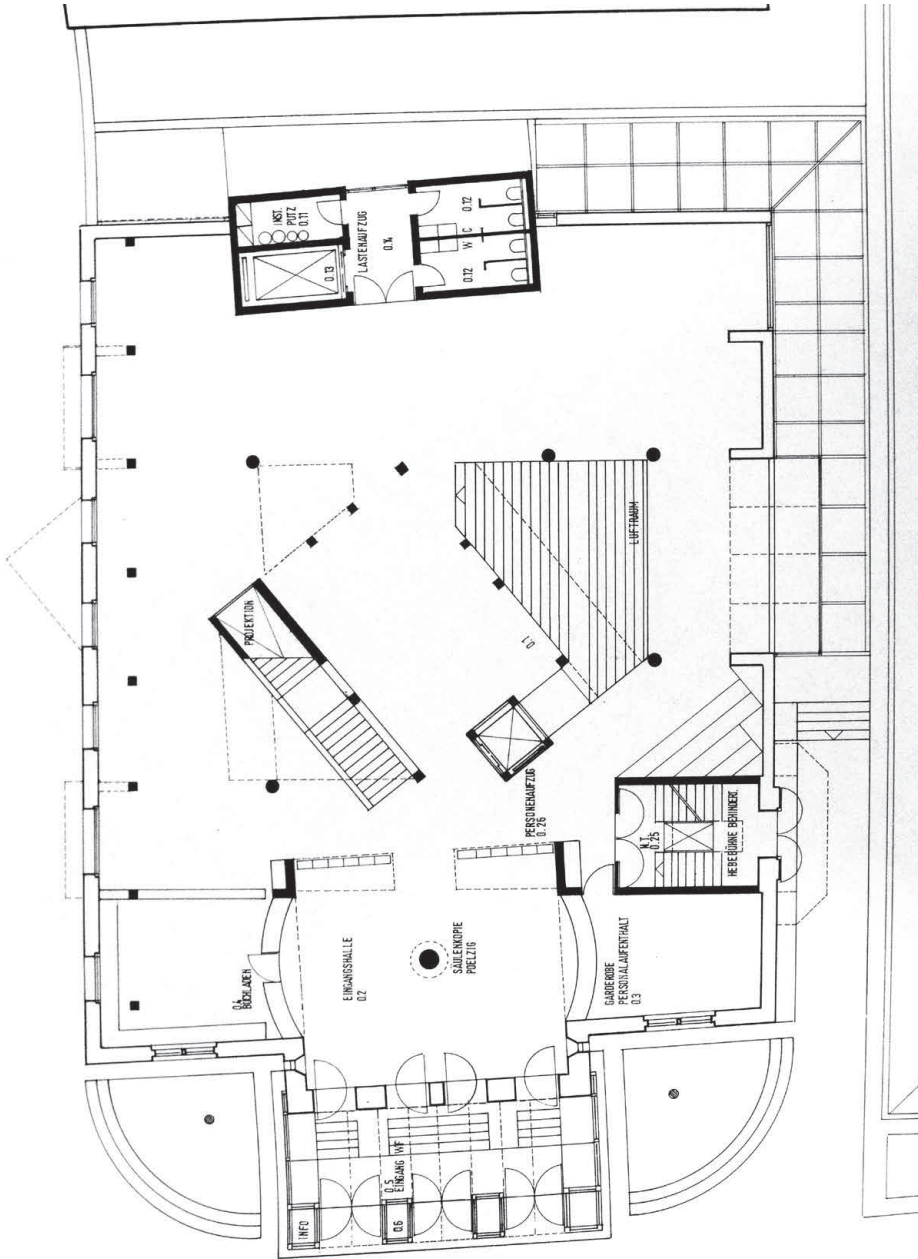 INST.
PUTZ
0.11
0.13
LASTENAUFZUG
0.14
0.12
W C
0.12
PROJEKTION
LUFTRAUM
0.1
PERSONENAUFZUG
0.26
N.T.
0.25
HEBEBÜHNE BEHINDERT.
0.4
BUCHLADEN
EINGANGSHALLE
0.2
SÄULENKOPIE
POELZIG
GARDEROBE
PERSONALAUFENTHALT
0.3
0.5
EINGANG WF
INFO
0.6